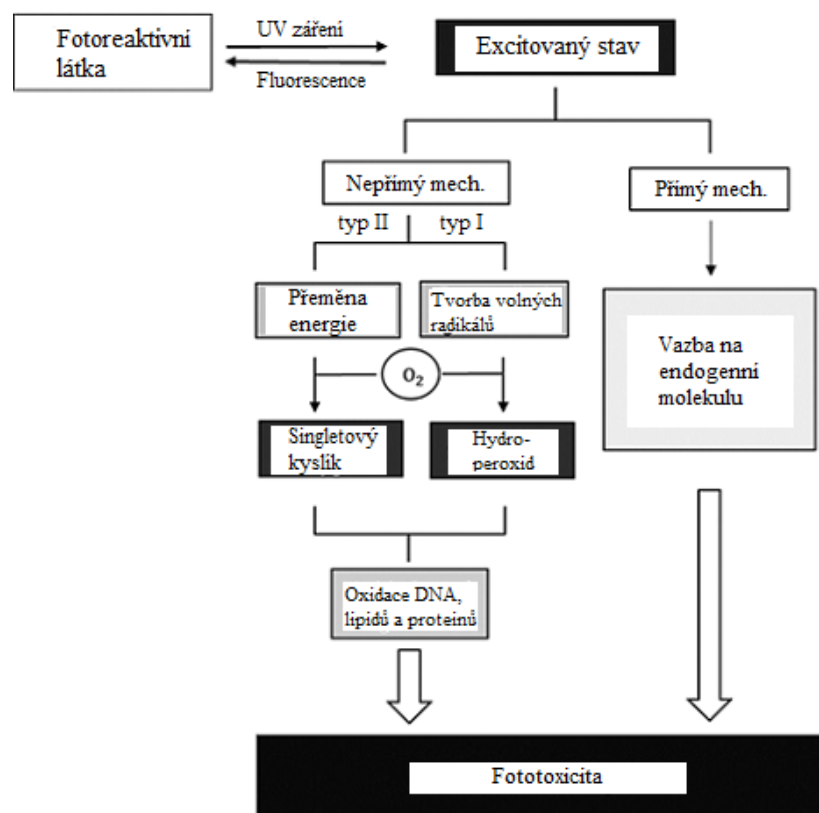 Fotoreaktivní
látka
UV záření
Fluorescence
Excitovaný stav
Nepřímý mech.
Přímý mech.
typ II
typ I
Přeměna
energie
Tvorba volných
radikálů
Vazba na
endogenní
molekulu
O₂
Singletový
kyslík
Hydro-
peroxid
Oxidace DNA,
lipidů a proteinů
Fototoxicita